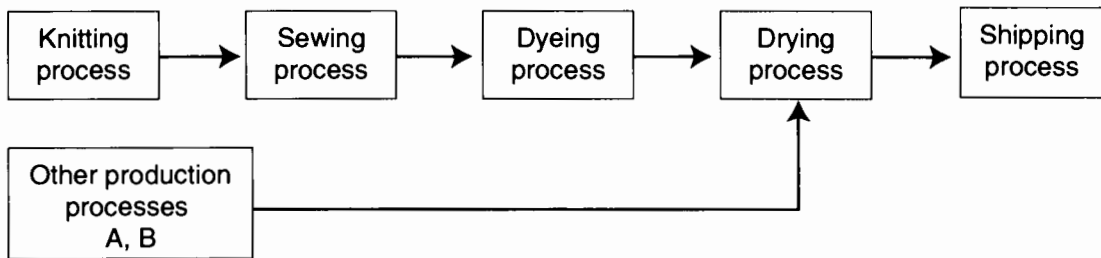 Knitting
process
Sewing
process
Dyeing
process
Drying
process
Shipping
process
Other production
processes
A, B